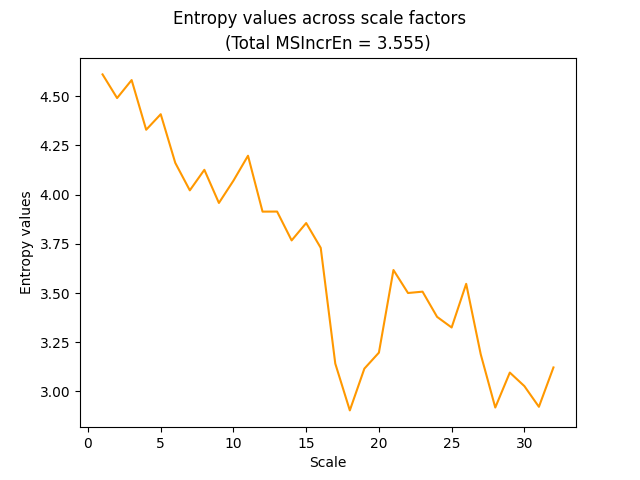 Entropy values across scale factors
(Total MSIncrEn = 3.555)
4.50
4.25
4.00
3.75
3.50
3.25
3.00
Entropy values
0 5 10 15 20 25 30
Scale